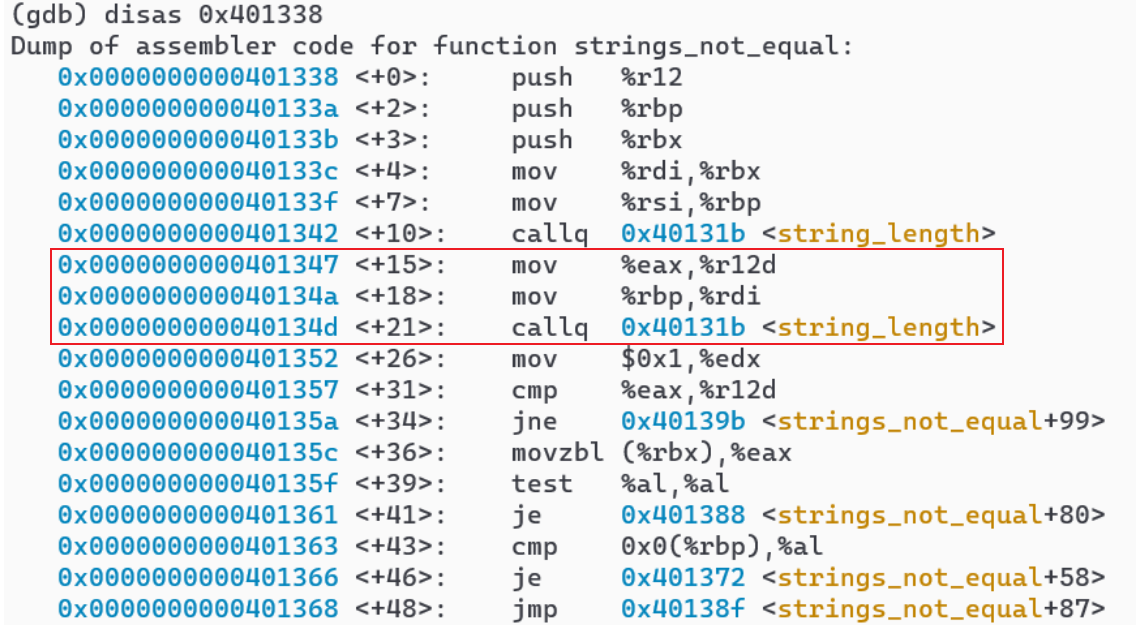 (gdb) disas 0x401338
Dump of assembler code for function strings_not_equal:
   0x0000000000401338 <+0>:     push   %r12
   0x000000000040133a <+2>:     push   %rbp
   0x000000000040133b <+3>:     push   %rbx
   0x000000000040133c <+4>:     mov    %rdi,%rbx
   0x000000000040133f <+7>:     mov    %rsi,%rbp
   0x0000000000401342 <+10>:    callq  0x40131b <string_length>
   0x0000000000401347 <+15>:    mov    %eax,%r12d
   0x000000000040134a <+18>:    mov    %rbp,%rdi
   0x000000000040134d <+21>:    callq  0x40131b <string_length>
   0x0000000000401352 <+26>:    mov    $0x1,%edx
   0x0000000000401357 <+31>:    cmp    %eax,%r12d
   0x000000000040135a <+34>:    jne    0x40139b <strings_not_equal+99>
   0x000000000040135c <+36>:    movzbl (%rbx),%eax
   0x000000000040135f <+39>:    test   %al,%al
   0x0000000000401361 <+41>:    je     0x401388 <strings_not_equal+80>
   0x0000000000401363 <+43>:    cmp    0x0(%rbp),%al
   0x0000000000401366 <+46>:    je     0x401372 <strings_not_equal+58>
   0x0000000000401368 <+48>:    jmp    0x40138f <strings_not_equal+87>